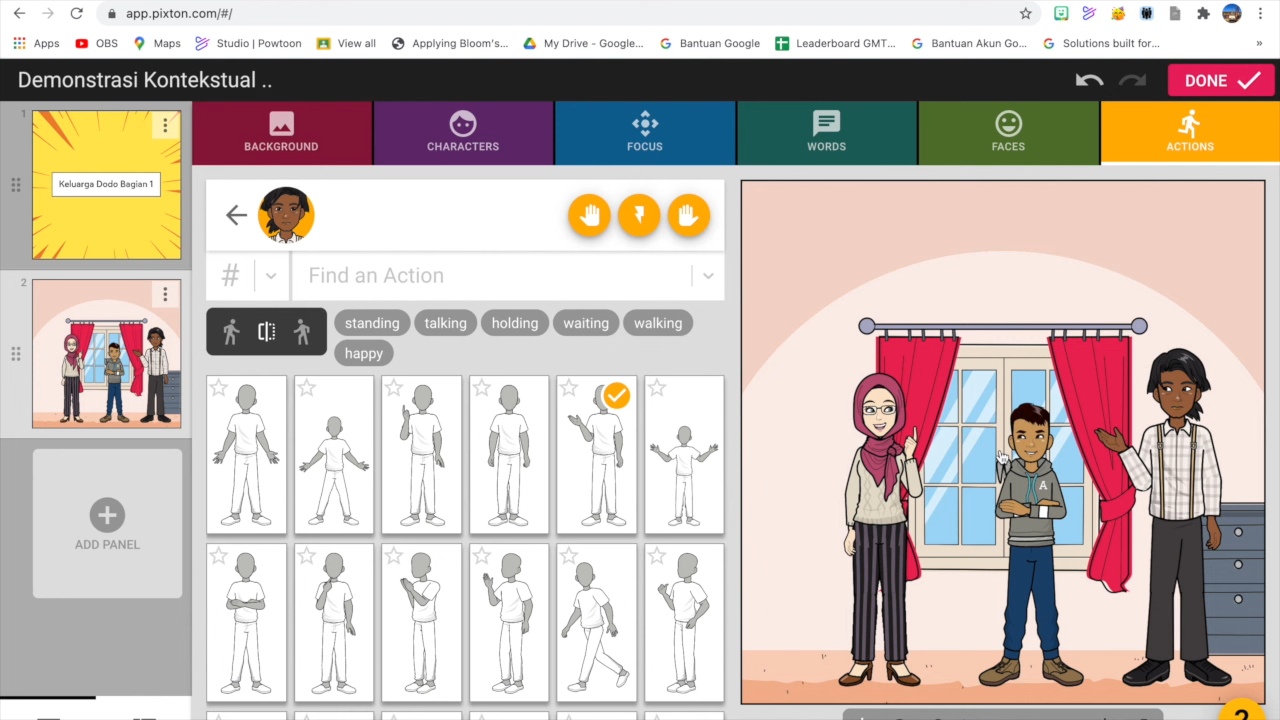 app.pixton.com/#/
Apps
OBS
Maps
Studio | Powtoon
View all
Applying Bloom's...
My Drive - Google...
Bantuan Google
Leaderboard GMT...
Bantuan Akun Go...
Solutions built for...
»
Demonstrasi Kontekstual ..
DONE
1
Keluarga Dodo Bagian 1
2
ADD PANEL
BACKGROUND
CHARACTERS
FOCUS
WORDS
FACES
ACTIONS
#
Find an Action
standing
talking
holding
waiting
walking
happy
A
?